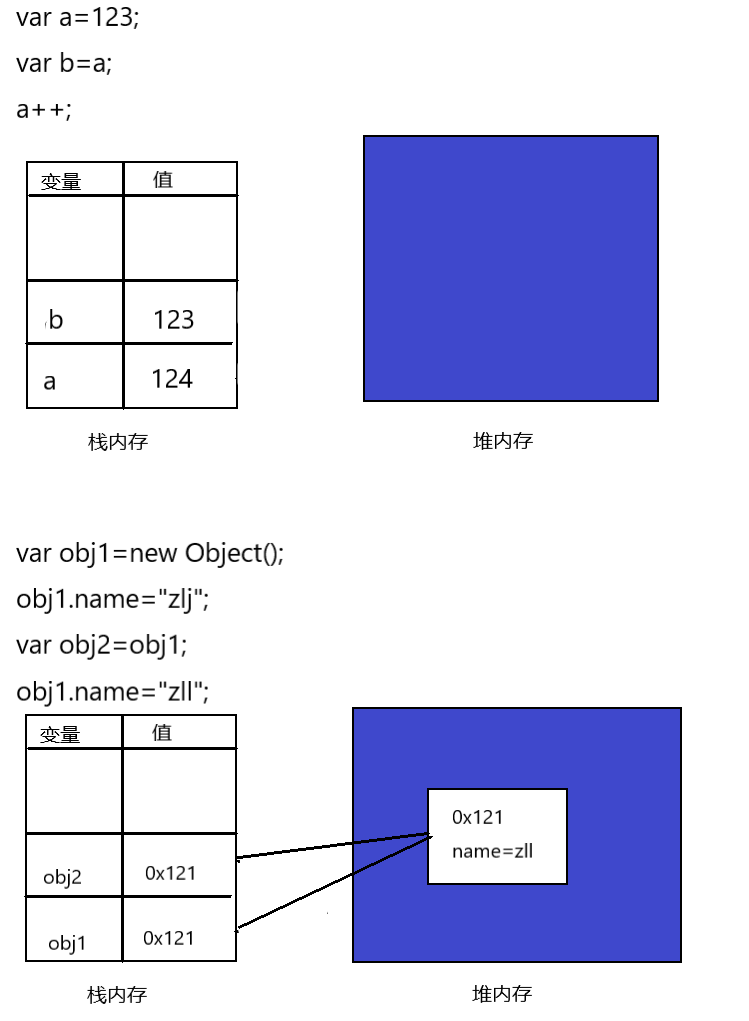 var a=123;
var b=a;
a++;
变量 值
b 123
a 124
栈内存 堆内存
var obj1=new Object();
obj1.name="zlj";
var obj2=obj1;
obj1.name="zll";
变量 值
0x121
name=zll
obj2 0x121
obj1 0x121
栈内存 堆内存